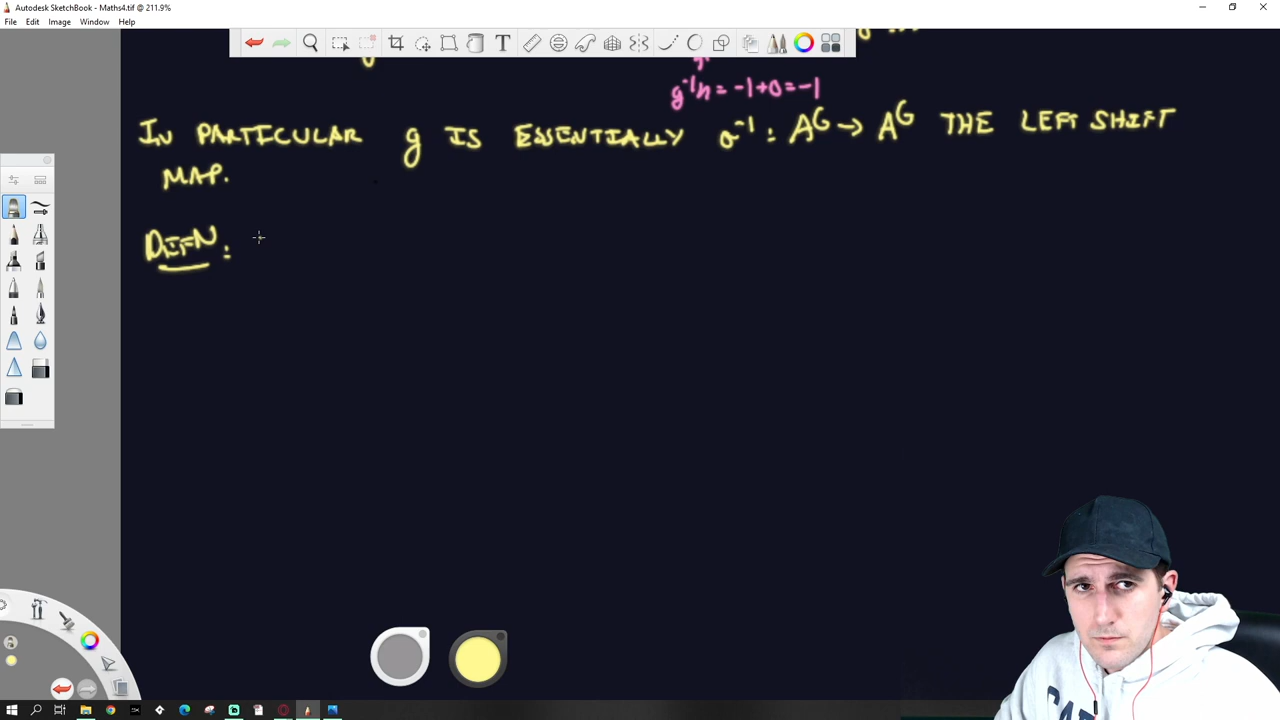 Autodesk SketchBook - Maths4.tif @ 211.9%
File Edit Image Window Help
g⁻¹n = -1+0 = -1
IN PARTICULAR g IS ESSENTIALLY σ⁻¹ : A^G → A^G THE LEFT SHIFT
MAP.
DEFN :